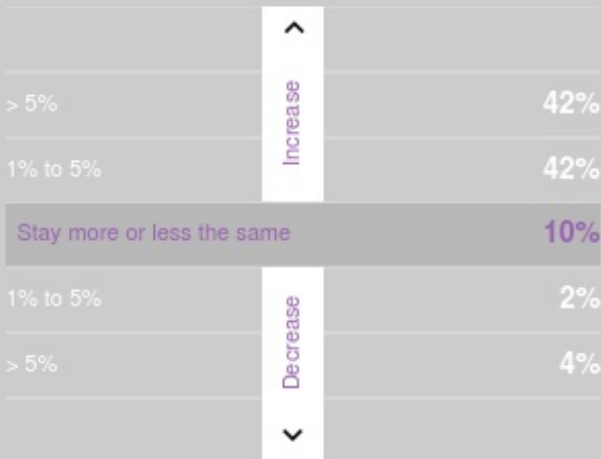 > 5% 42%
Increase
1% to 5% 42%
Stay more or less the same 10%
1% to 5% 2%
Decrease
> 5% 4%